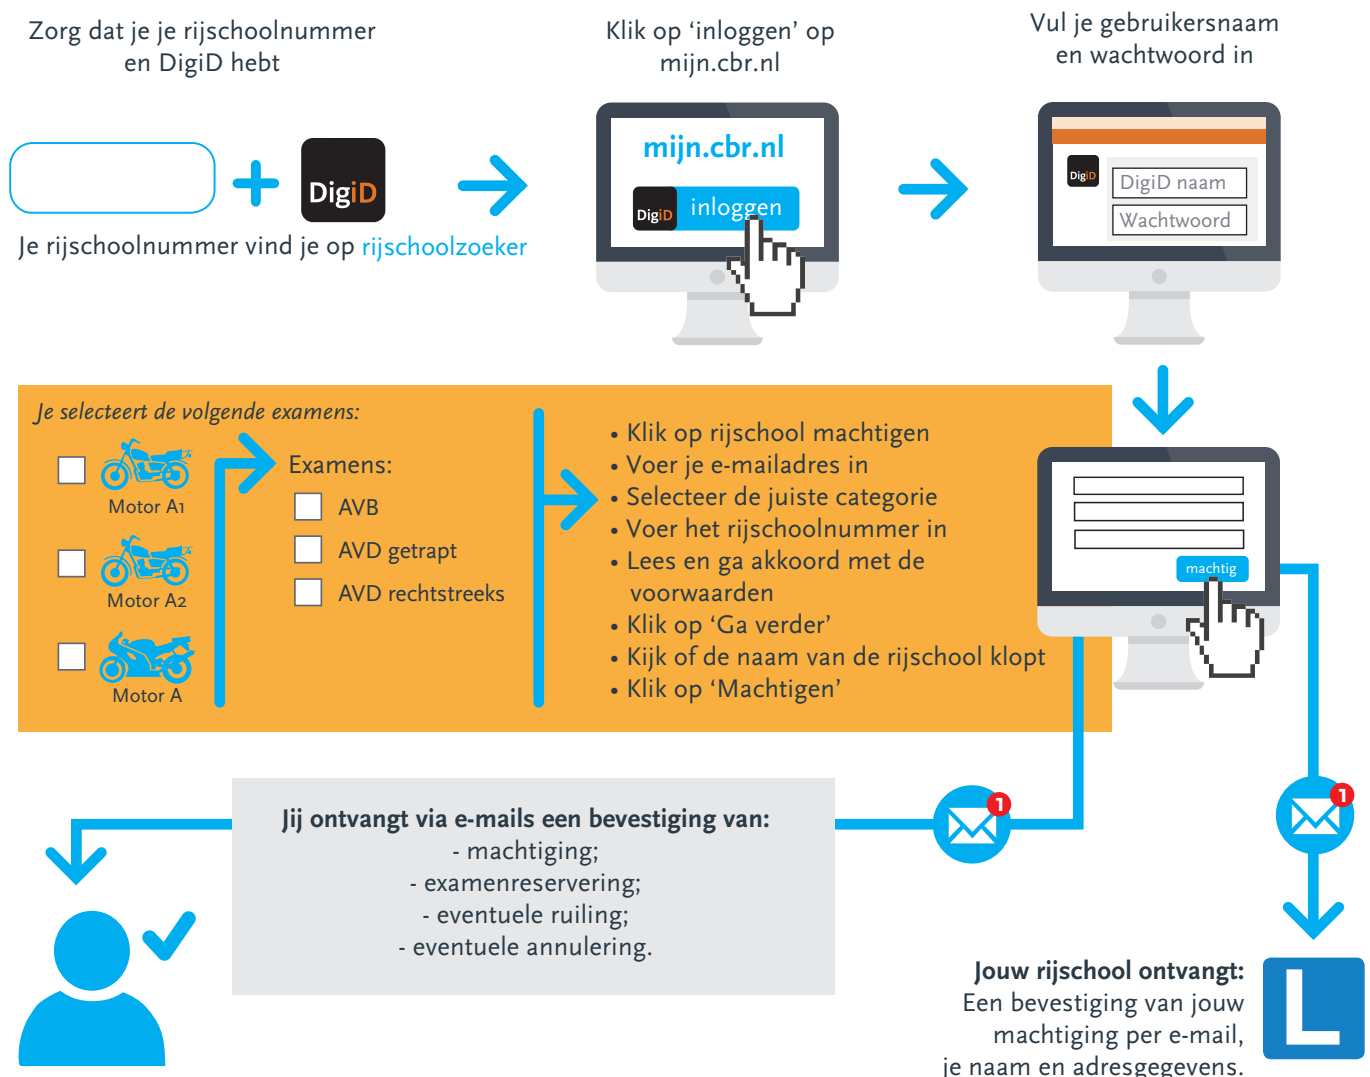 Zorg dat je je rijschoolnummer
en DigiD hebt
Klik op ‘inloggen’ op
mijn.cbr.nl
Vul je gebruikersnaam
en wachtwoord in
DigiD
Je rijschoolnummer vind je op rijschoolzoeker
mijn.cbr.nl
DigiD inloggen
DigiD
DigiD naam
Wachtwoord
Je selecteert de volgende examens:
Motor A1
Motor A2
Motor A
Examens:
AVB
AVD getrapt
AVD rechtstreeks
• Klik op rijschool machtigen
• Voer je e-mailadres in
• Selecteer de juiste categorie
• Voer het rijschoolnummer in
• Lees en ga akkoord met de
voorwaarden
• Klik op ‘Ga verder’
• Kijk of de naam van de rijschool klopt
• Klik op ‘Machtigen’
machtig
1
1
Jij ontvangt via e-mails een bevestiging van:
- machtiging;
- examenreservering;
- eventuele ruiling;
- eventuele annulering.
Jouw rijschool ontvangt:
Een bevestiging van jouw
machtiging per e-mail,
je naam en adresgegevens.
L